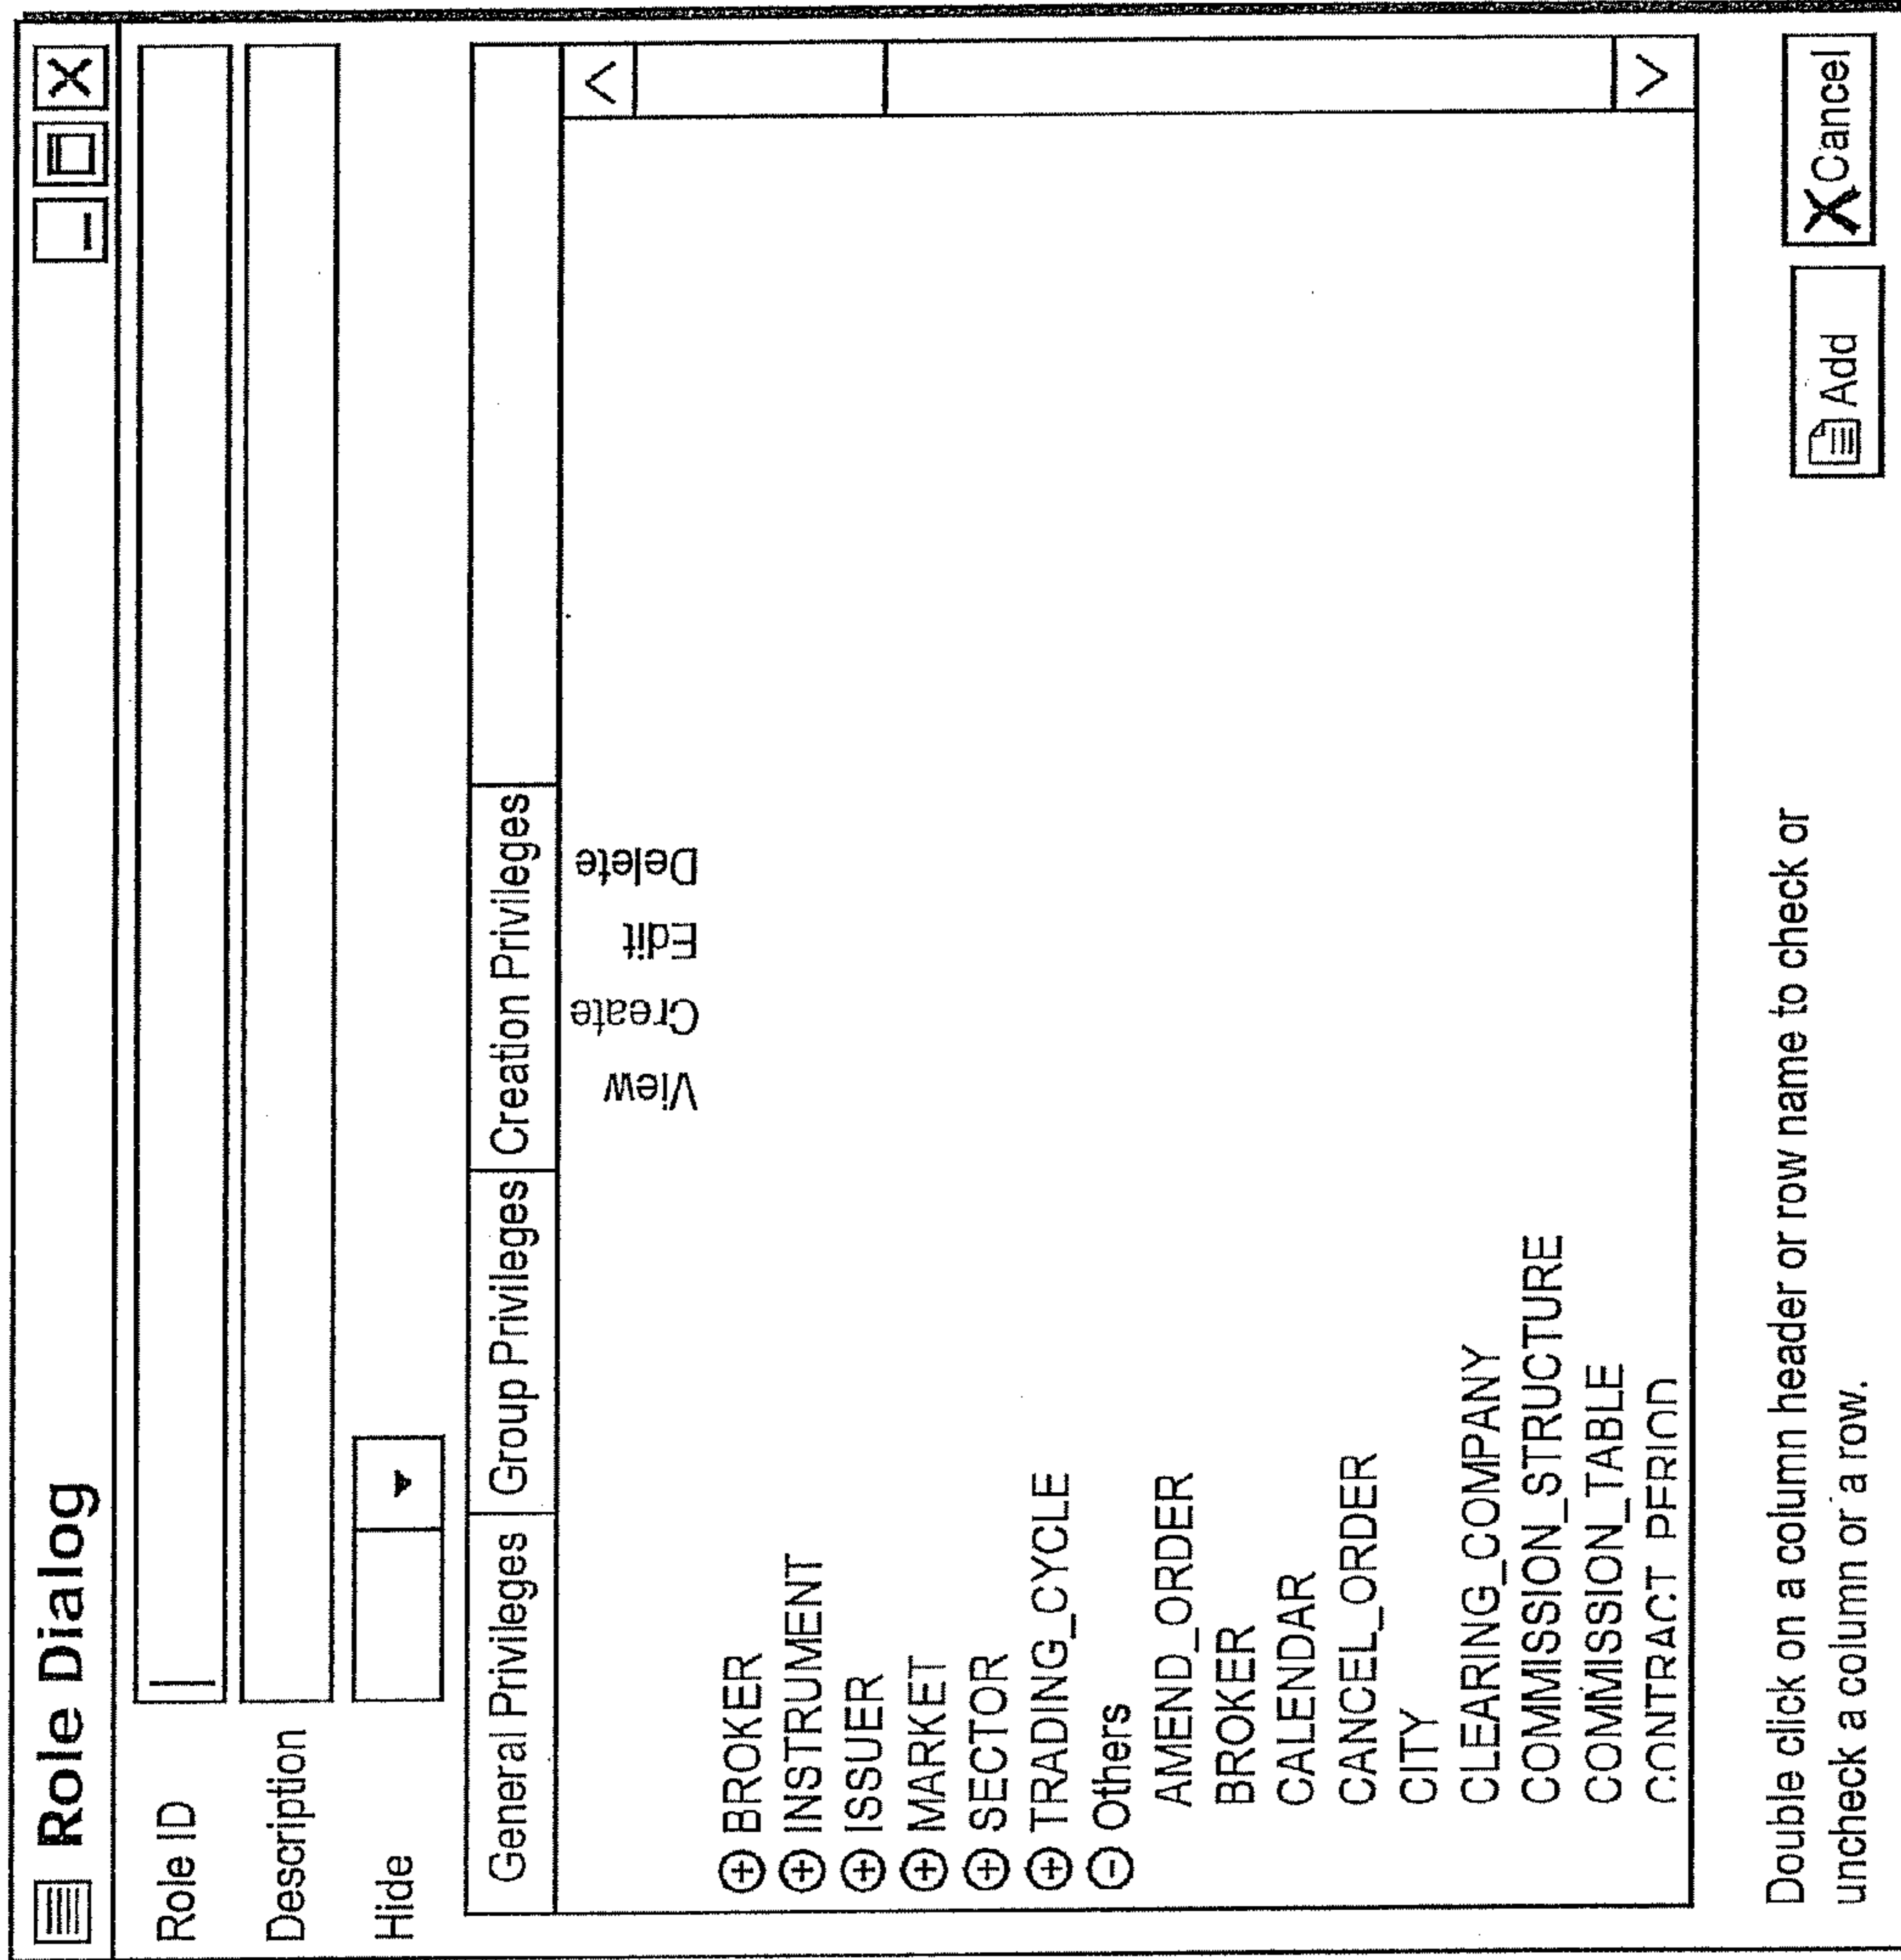 Role Dialog
Role ID
Description
Hide
General Privileges Group Privileges Creation Privileges
View Create Edit Delete
BROKER
INSTRUMENT
ISSUER
MARKET
SECTOR
TRADING_CYCLE
Others
AMEND_ORDER
BROKER
CALENDAR
CANCEL_ORDER
CITY
CLEARING_COMPANY
COMMISSION_STRUCTURE
COMMISSION_TABLE
CONTRACT PERIOD
Double click on a column header or row name to check or
uncheck a column or a row.
Add Cancel